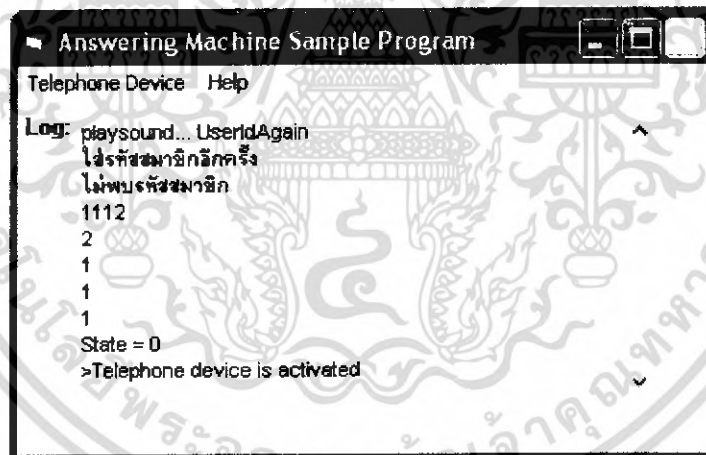 Answering Machine Sample Program
Telephone Device Help
Log: playsound... UserIdAgain
ใส่รหัสสมาชิกอีกครั้ง
ไม่พบรหัสสมาชิก
1112
2
1
1
1
State = 0
>Telephone device is activated